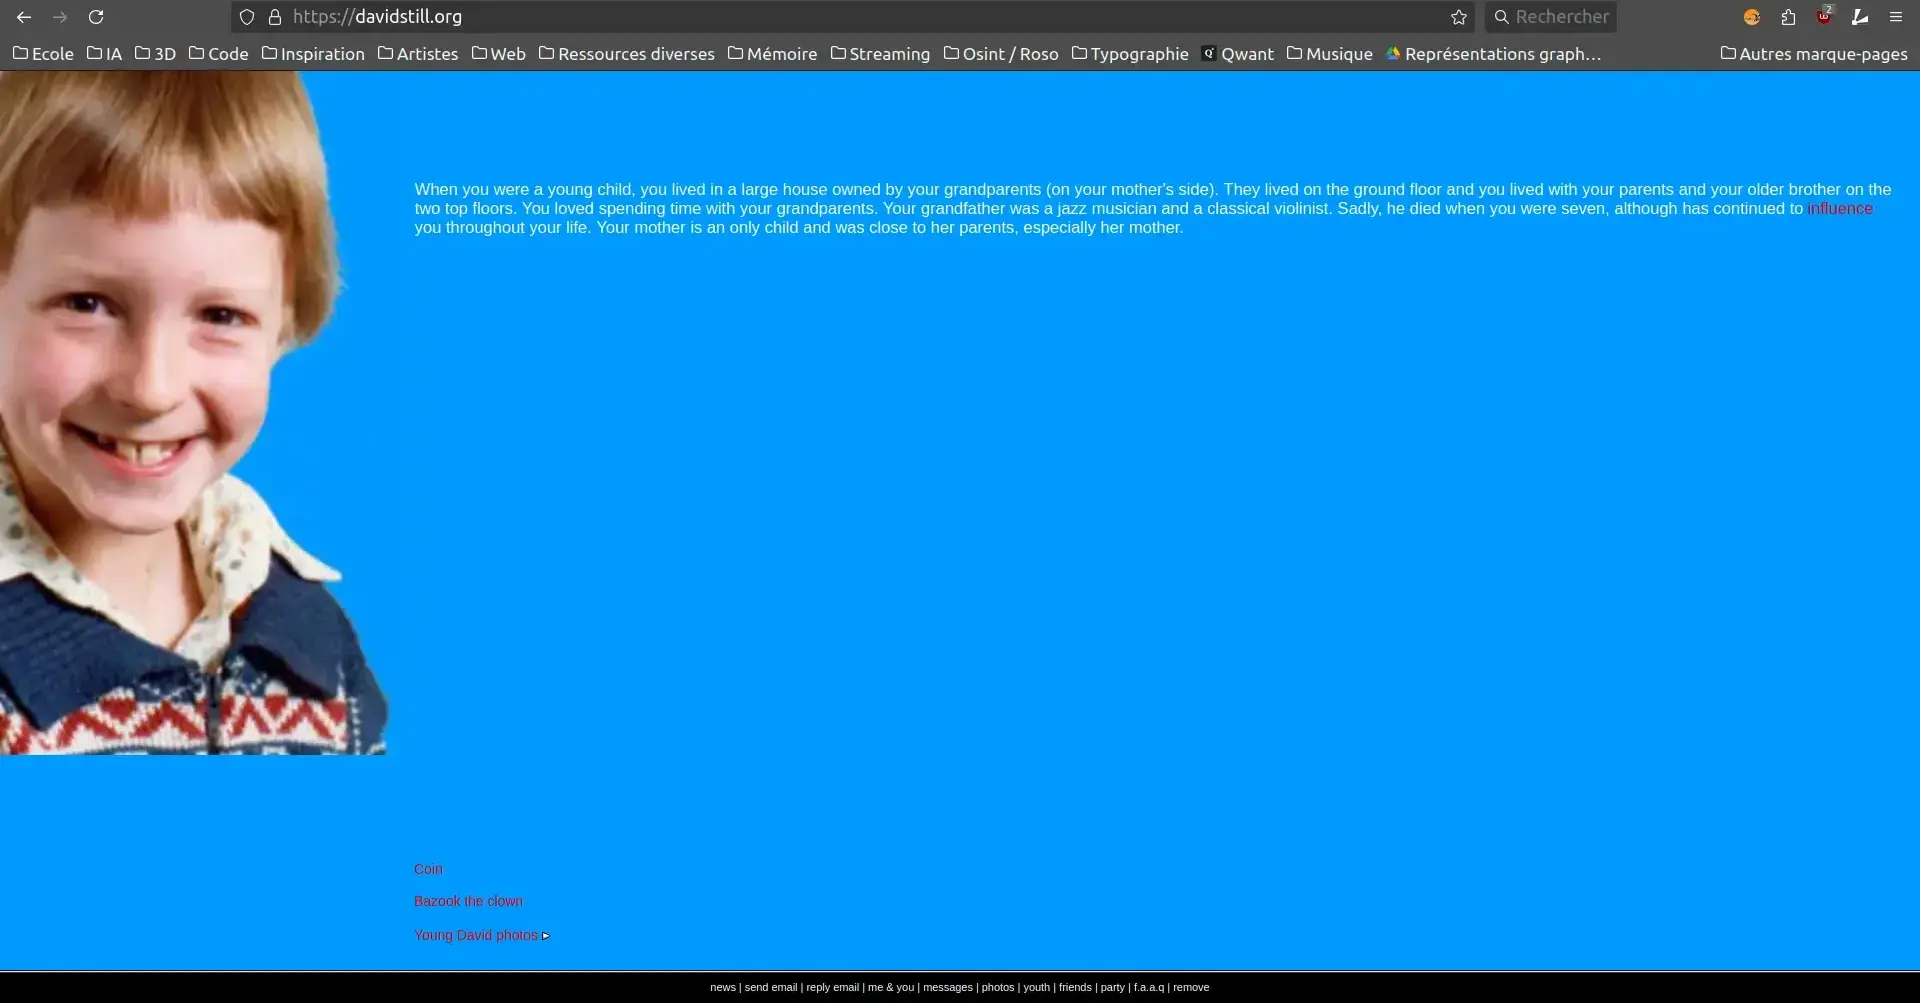 https://davidstill.org
Rechercher
2
Ecole IA 3D Code Inspiration Artistes Web Ressources diverses Mémoire Streaming Osint / Roso Typographie Qwant Musique Représentations graph… Autres marque-pages
When you were a young child, you lived in a large house owned by your grandparents (on your mother's side). They lived on the ground floor and you lived with your parents and your older brother on the
two top floors. You loved spending time with your grandparents. Your grandfather was a jazz musician and a classical violinist. Sadly, he died when you were seven, although has continued to influence
you throughout your life. Your mother is an only child and was close to her parents, especially her mother.
Coin
Bazook the clown
Young David photos
news | send email | reply email | me & you | messages | photos | youth | friends | party | f.a.a.q | remove